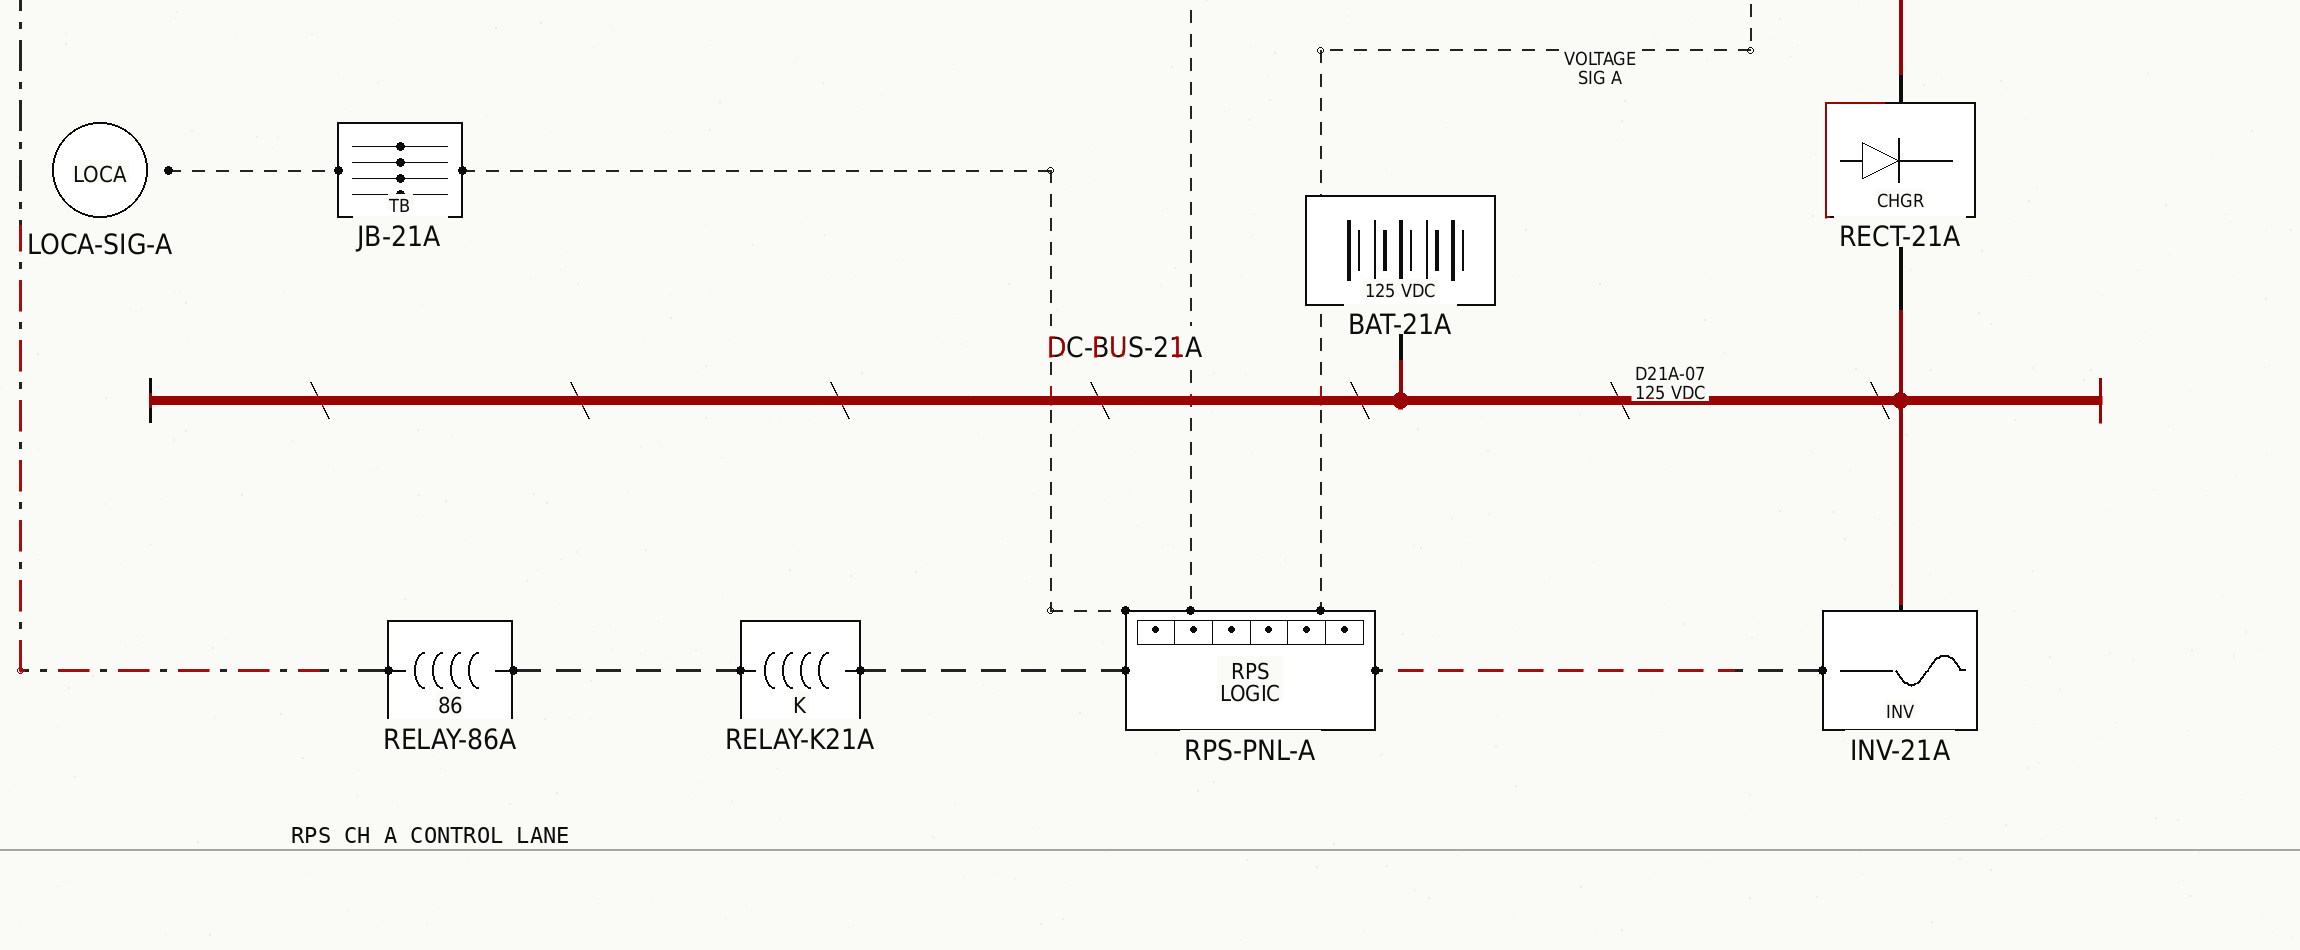 VOLTAGE
SIG A
LOCA
LOCA-SIG-A
TB
JB-21A
125 VDC
BAT-21A
CHGR
RECT-21A
DC-BUS-21A
D21A-07
125 VDC
86
RELAY-86A
K
RELAY-K21A
RPS
LOGIC
RPS-PNL-A
INV
INV-21A
RPS CH A CONTROL LANE